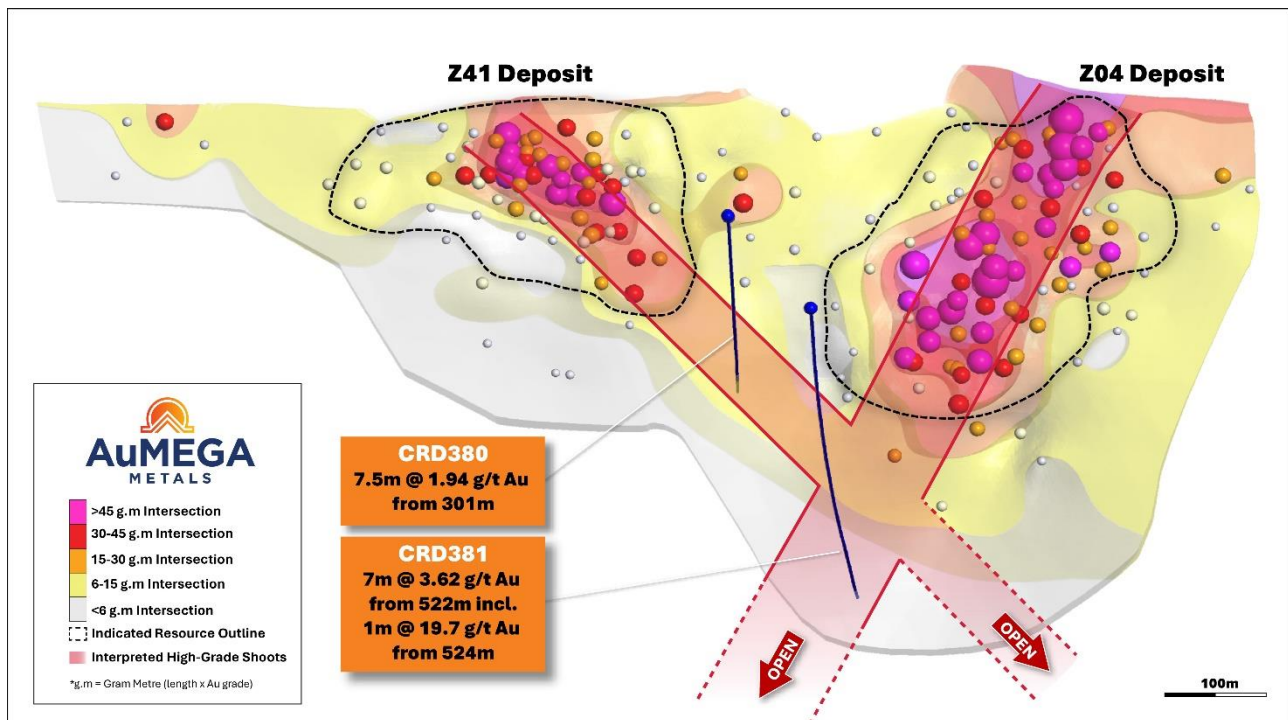 Z41 Deposit
Z04 Deposit
AuMEGA
METALS
>45 g.m Intersection
30-45 g.m Intersection
15-30 g.m Intersection
6-15 g.m Intersection
<6 g.m Intersection
Indicated Resource Outline
Interpreted High-Grade Shoots
*g.m = Gram Metre (length x Au grade)
CRD380
7.5m @ 1.94 g/t Au
from 301m
CRD381
7m @ 3.62 g/t Au
from 522m incl.
1m @ 19.7 g/t Au
from 524m
OPEN
OPEN
100m